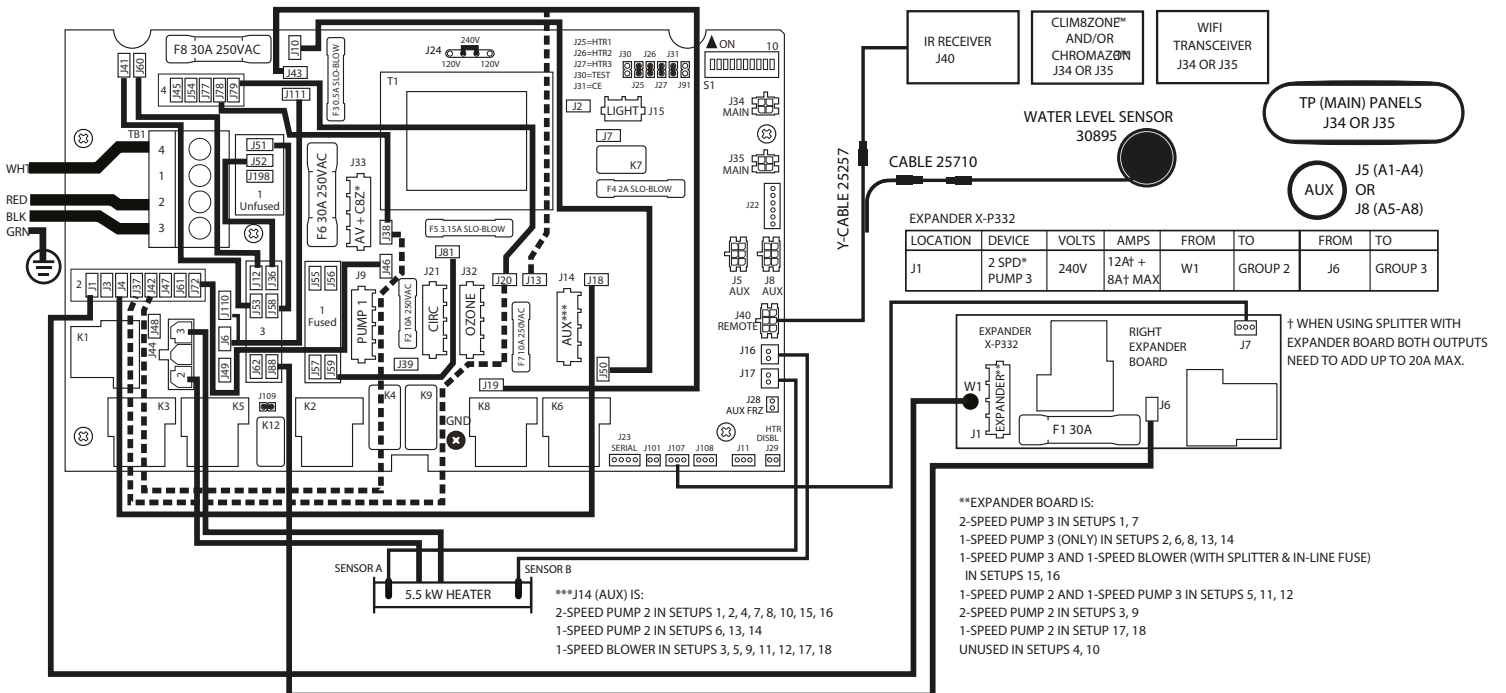 F8 30A 250VAC
J10
J41
J60
J43
J111
4
J45
J54
J77
J78
J79
F3 0.5A SLO-BLOW
J24
240V
120V
120V
T1
J25=HTR1
J26=HTR2
J27=HTR3
J30=TEST
J31=CE
J30
J26
J31
J25
J27
J91
ON
10
S1
J2
LIGHT
J15
J7
K7
F4 2A SLO-BLOW
J34
MAIN
J35
MAIN
J22
J5
AUX
J8
AUX
J40
REMOTE
J16
J17
J28
AUX FRZ
HTR
DISBL
J29
J23
SERIAL
J101
J107
J108
J11
TB1
4
1
2
3
WHT
RED
BLK
GRN
J51
J52
J198
1
Unfused
F6 30A 250VAC
J33
AV + C8Z*
J38
J46
F5 3.15A SLO-BLOW
J81
2
J1
J3
J4
J37
J42
J47
J61
J72
J12
J36
J53
J58
J110
3
J6
J49
J62
J88
J55
J56
1
Fused
J57
J59
J9
PUMP 1
F2 10A 250VAC
J21
CIRC
J32
OZONE
J20
J13
F7 10A 250VAC
J14
AUX***
J18
J39
J19
J50
K1
J48
J44
3
2
K3
K5
J109
K12
K2
K4
K9
GND
K8
K6
SENSOR A
SENSOR B
5.5 kW HEATER
***J14 (AUX) IS:
2-SPEED PUMP 2 IN SETUPS 1, 2, 4, 7, 8, 10, 15, 16
1-SPEED PUMP 2 IN SETUPS 6, 13, 14
1-SPEED BLOWER IN SETUPS 3, 5, 9, 11, 12, 17, 18
IR RECEIVER
J40
CLIM8ZONE™
AND/OR
CHROMAZON™
J34 OR J35
WIFI
TRANSCEIVER
J34 OR J35
WATER LEVEL SENSOR
30895
CABLE 25710
Y-CABLE 25257
TP (MAIN) PANELS
J34 OR J35
AUX
J5 (A1-A4)
OR
J8 (A5-A8)
EXPANDER X-P332
LOCATION DEVICE VOLTS AMPS FROM TO FROM TO
J1 2 SPD* PUMP 3 240V 12A† + 8A† MAX W1 GROUP 2 J6 GROUP 3
EXPANDER
X-P332
RIGHT
EXPANDER
BOARD
J7
W1
J1
EXPANDER**
F1 30A
J6
† WHEN USING SPLITTER WITH
EXPANDER BOARD BOTH OUTPUTS
NEED TO ADD UP TO 20A MAX.
**EXPANDER BOARD IS:
2-SPEED PUMP 3 IN SETUPS 1, 7
1-SPEED PUMP 3 (ONLY) IN SETUPS 2, 6, 8, 13, 14
1-SPEED PUMP 3 AND 1-SPEED BLOWER (WITH SPLITTER & IN-LINE FUSE)
IN SETUPS 15, 16
1-SPEED PUMP 2 AND 1-SPEED PUMP 3 IN SETUPS 5, 11, 12
2-SPEED PUMP 2 IN SETUPS 3, 9
1-SPEED PUMP 2 IN SETUP 17, 18
UNUSED IN SETUPS 4, 10